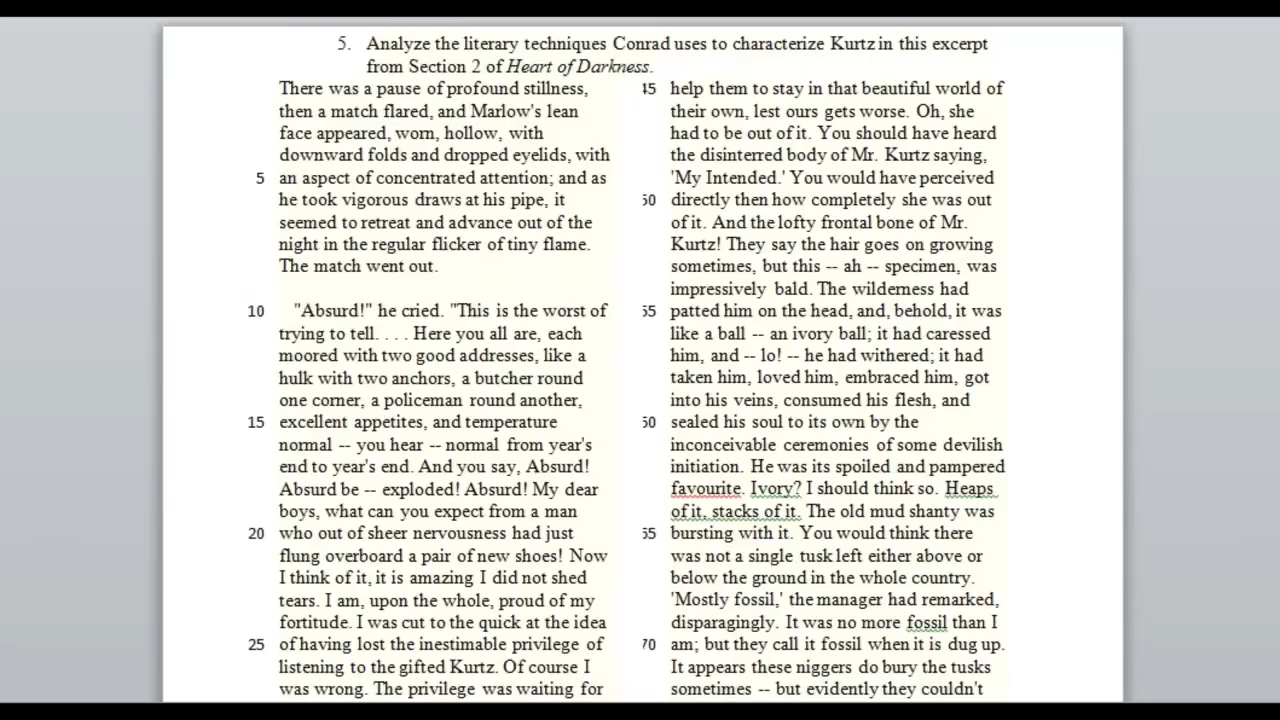 5. Analyze the literary techniques Conrad uses to characterize Kurtz in this excerpt
from Section 2 of Heart of Darkness.
There was a pause of profound stillness,
then a match flared, and Marlow's lean
face appeared, worn, hollow, with
downward folds and dropped eyelids, with
5 an aspect of concentrated attention; and as
he took vigorous draws at his pipe, it
seemed to retreat and advance out of the
night in the regular flicker of tiny flame.
The match went out.
10 "Absurd!" he cried. "This is the worst of
trying to tell. . . . Here you all are, each
moored with two good addresses, like a
hulk with two anchors, a butcher round
one corner, a policeman round another,
15 excellent appetites, and temperature
normal -- you hear -- normal from year's
end to year's end. And you say, Absurd!
Absurd be -- exploded! Absurd! My dear
boys, what can you expect from a man
20 who out of sheer nervousness had just
flung overboard a pair of new shoes! Now
I think of it, it is amazing I did not shed
tears. I am, upon the whole, proud of my
fortitude. I was cut to the quick at the idea
25 of having lost the inestimable privilege of
listening to the gifted Kurtz. Of course I
was wrong. The privilege was waiting for
45 help them to stay in that beautiful world of
their own, lest ours gets worse. Oh, she
had to be out of it. You should have heard
the disinterred body of Mr. Kurtz saying,
'My Intended.' You would have perceived
50 directly then how completely she was out
of it. And the lofty frontal bone of Mr.
Kurtz! They say the hair goes on growing
sometimes, but this -- ah -- specimen, was
impressively bald. The wilderness had
55 patted him on the head, and, behold, it was
like a ball -- an ivory ball; it had caressed
him, and -- lo! -- he had withered; it had
taken him, loved him, embraced him, got
into his veins, consumed his flesh, and
60 sealed his soul to its own by the
inconceivable ceremonies of some devilish
initiation. He was its spoiled and pampered
favourite. Ivory? I should think so. Heaps
of it, stacks of it. The old mud shanty was
65 bursting with it. You would think there
was not a single tusk left either above or
below the ground in the whole country.
'Mostly fossil,' the manager had remarked,
disparagingly. It was no more fossil than I
70 am; but they call it fossil when it is dug up.
It appears these niggers do bury the tusks
sometimes -- but evidently they couldn't